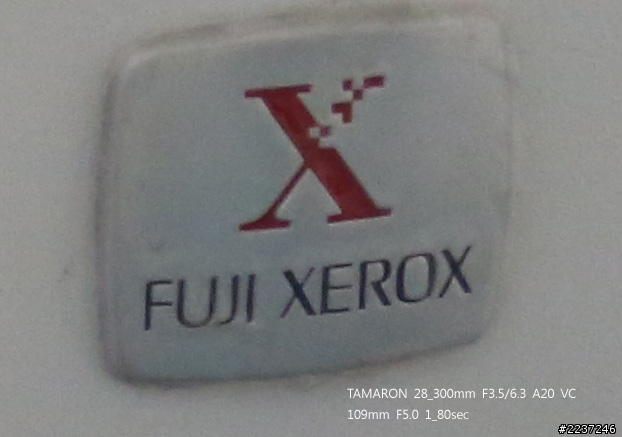 X
FUJI XEROX
TAMARON 28_300mm F3.5/6.3 A20 VC
109mm F5.0 1_80sec
#2237246